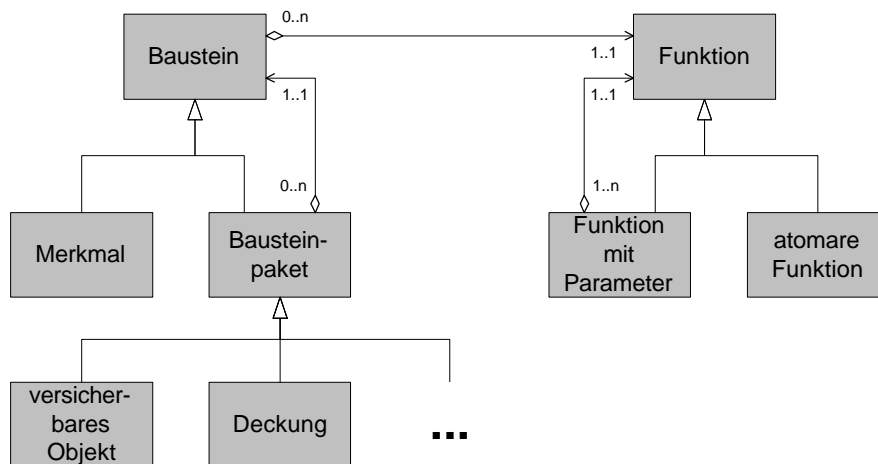 0..n
Baustein
Funktion
1..1
1..1
1..1
0..n
1..n
Merkmal
Baustein-
paket
Funktion
mit
Parameter
atomare
Funktion
versicher-
bares
Objekt
Deckung
...